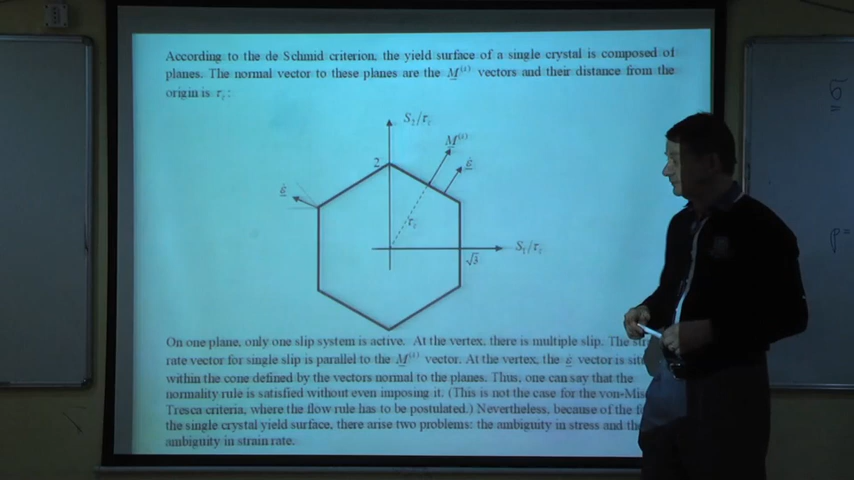 According to the de Schmid criterion, the yield surface of a single crystal is composed of
planes. The normal vector to these planes are the M⁽ⁱ⁾ vectors and their distance from the
origin is τc:
S₂/τc
M⁽ⁱ⁾
2
ε̇
ε̇
τc
S₁/τc
√3
On one plane, only one slip system is active. At the vertex, there is multiple slip. The
rate vector for single slip is parallel to the M⁽ⁱ⁾ vector. At the vertex, the ε̇ vector is
within the cone defined by the vectors normal to the planes. Thus, one can say that the
normality rule is satisfied without even imposing it. (This is not the case for the
Tresca criteria, where the flow rule has to be postulated.) Nevertheless, because of the
the single crystal yield surface, there arise two problems: the ambiguity in stress and
ambiguity in strain rate.